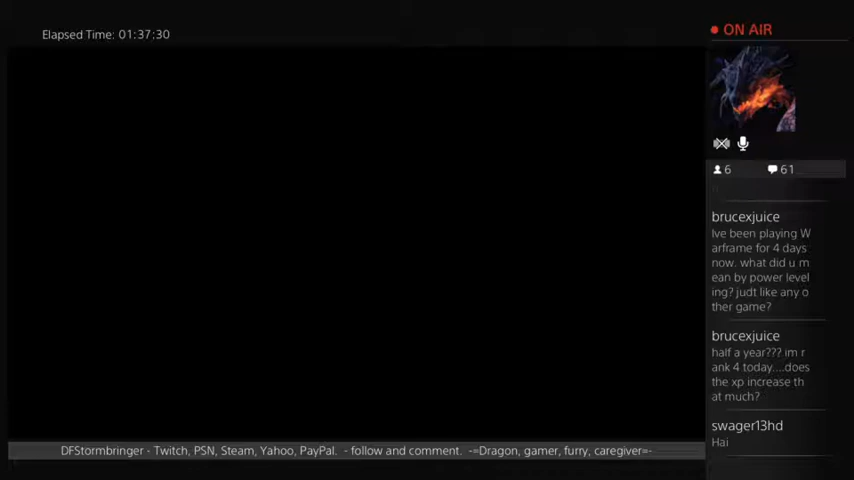 Elapsed Time: 01:37:30
ON AIR
6 61
brucexjuice
Ive been playing W
arframe for 4 days
now. what did u m
ean by power level
ing? judt like any o
ther game?
brucexjuice
half a year??? im r
ank 4 today....does
the xp increase th
at much?
swager13hd
Hai
DFStormbringer - Twitch, PSN, Steam, Yahoo, PayPal. - follow and comment. -=Dragon, gamer, furry, caregiver=-